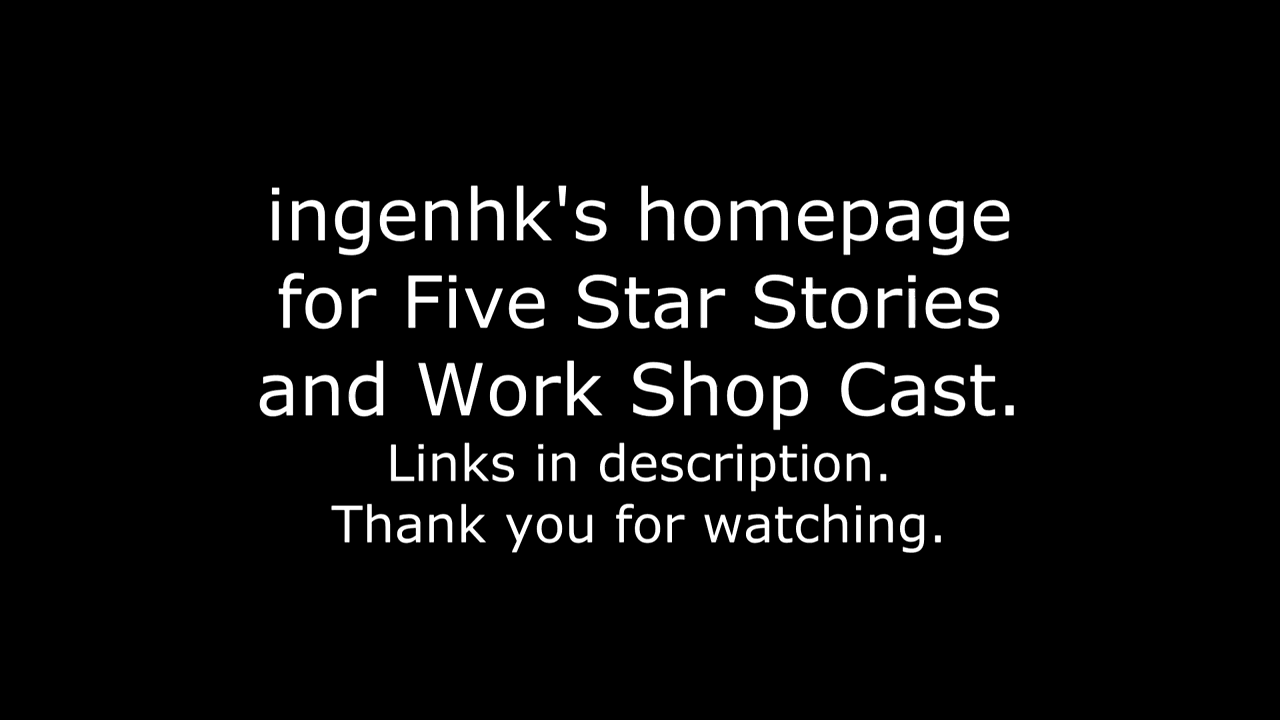 ingenhk's homepage
for Five Star Stories
and Work Shop Cast.
Links in description.
Thank you for watching.